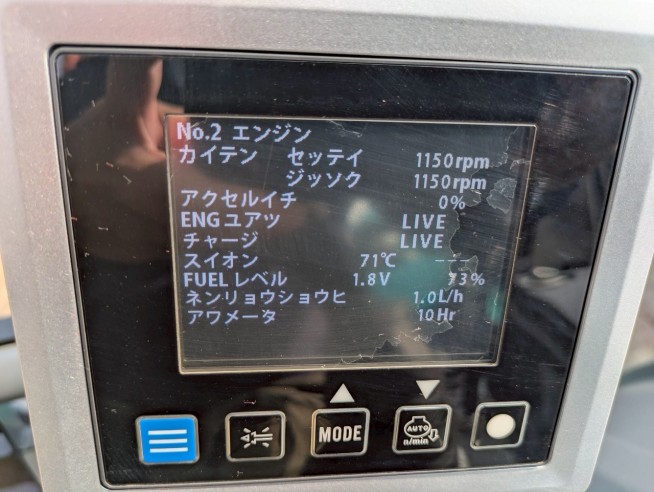 No.2 エンジン
カイテン セッテイ 1150rpm
ジッソク 1150rpm
アクセルイチ 0%
ENGユアツ LIVE
チャージ LIVE
スイオン 71℃ ---
FUELレベル 1.8V 73%
ネンリョウショウヒ 1.0L/h
アワメータ 10Hr
MODE
AUTO
n/min